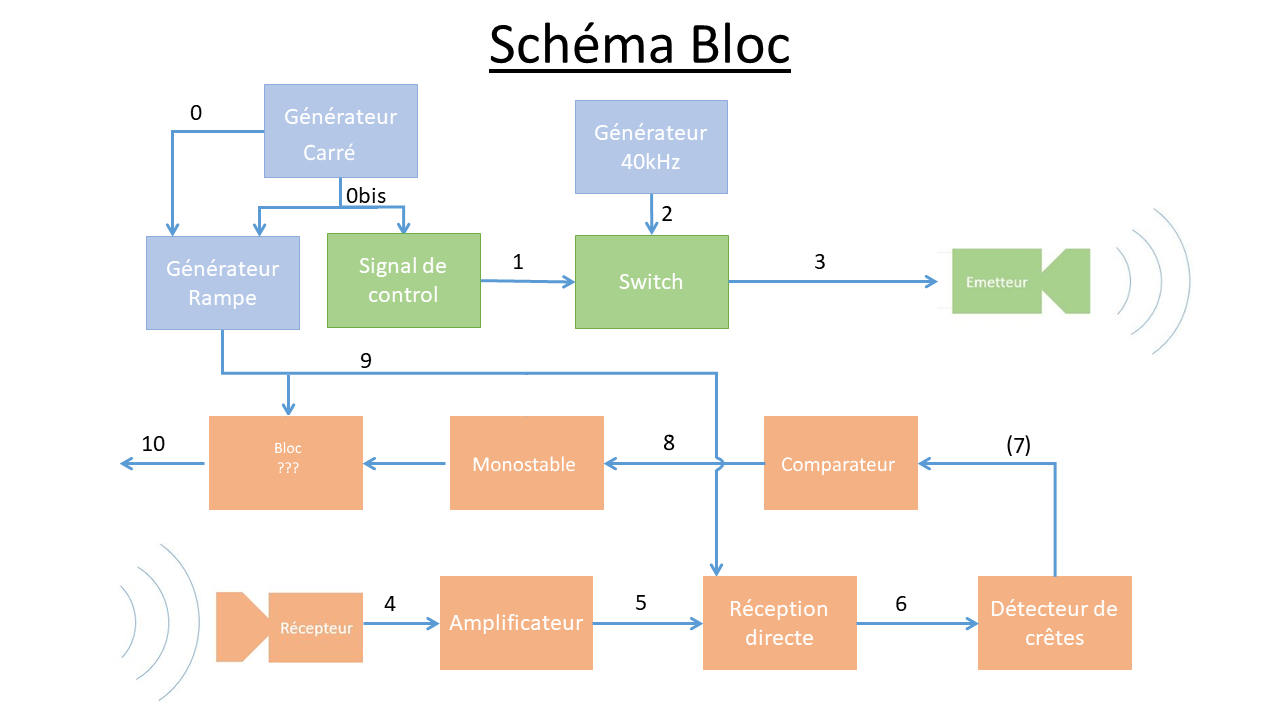 Schéma Bloc
0
Générateur
Carré
Générateur
40kHz
0bis
2
Générateur
Rampe
Signal de
control
1
Switch
3
Emetteur
9
10
Bloc
???
Monostable
8
Comparateur
(7)
Récepteur
4
Amplificateur
5
Réception
directe
6
Détecteur de
crêtes